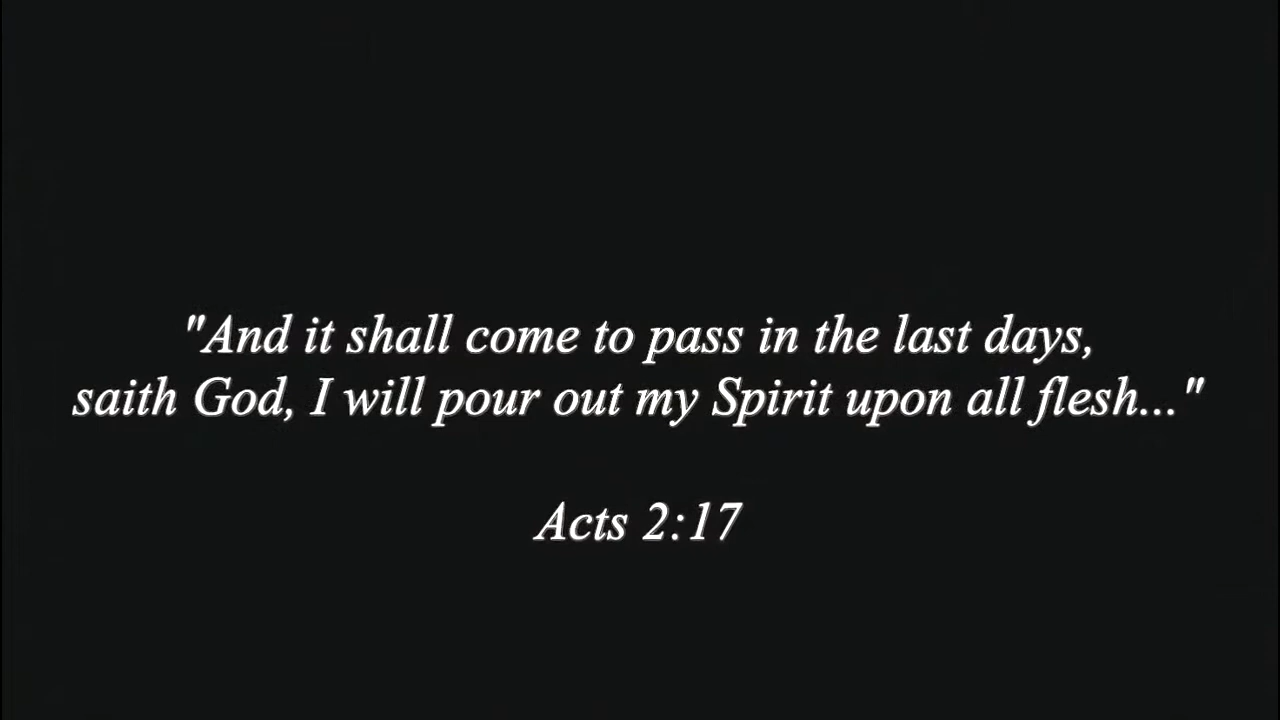 "And it shall come to pass in the last days,
saith God, I will pour out my Spirit upon all flesh..."
Acts 2:17